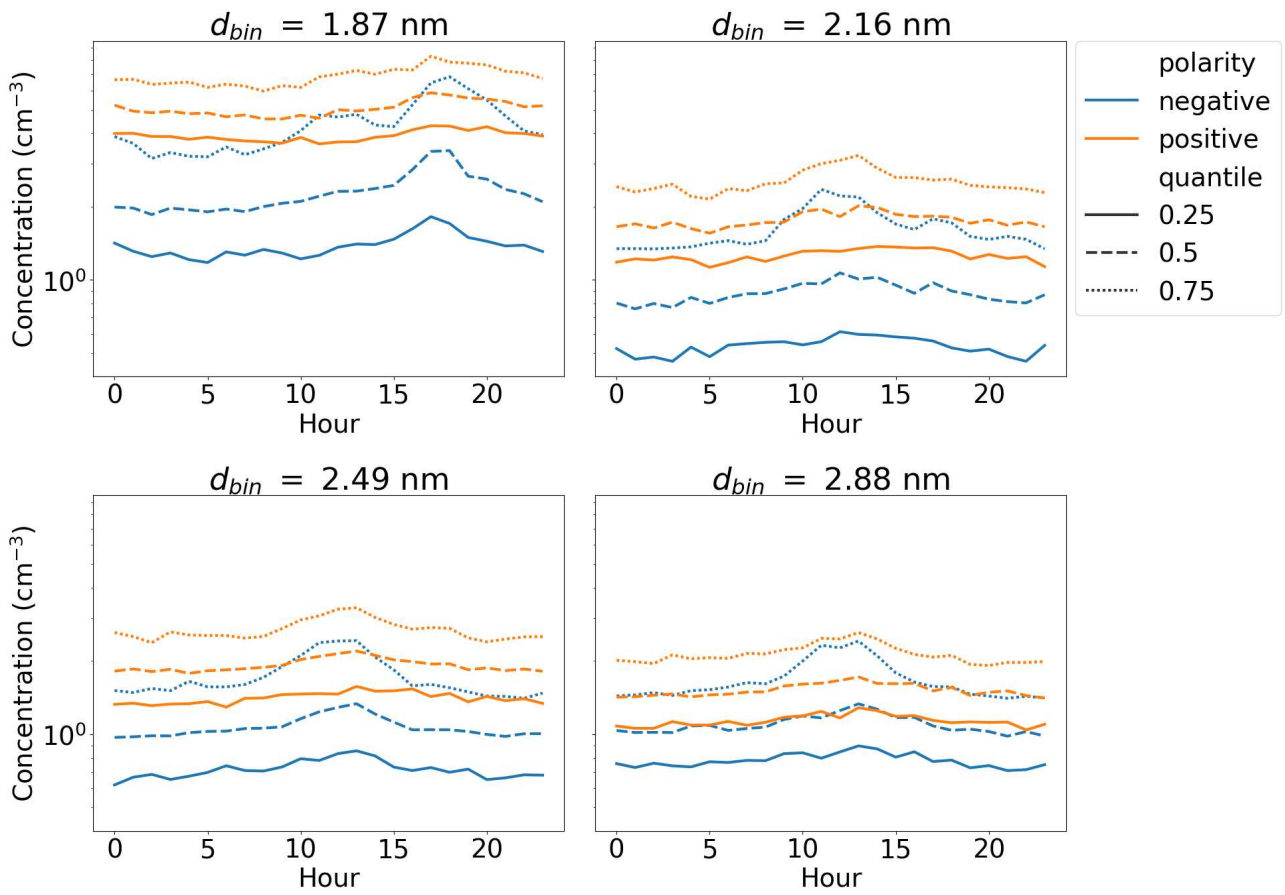 d_bin = 1.87 nm
d_bin = 2.16 nm
Concentration (cm⁻³)
10⁰
0 5 10 15 20
Hour
0 5 10 15 20
Hour
polarity
negative
positive
quantile
0.25
0.5
0.75
d_bin = 2.49 nm
d_bin = 2.88 nm
Concentration (cm⁻³)
10⁰
0 5 10 15 20
Hour
0 5 10 15 20
Hour